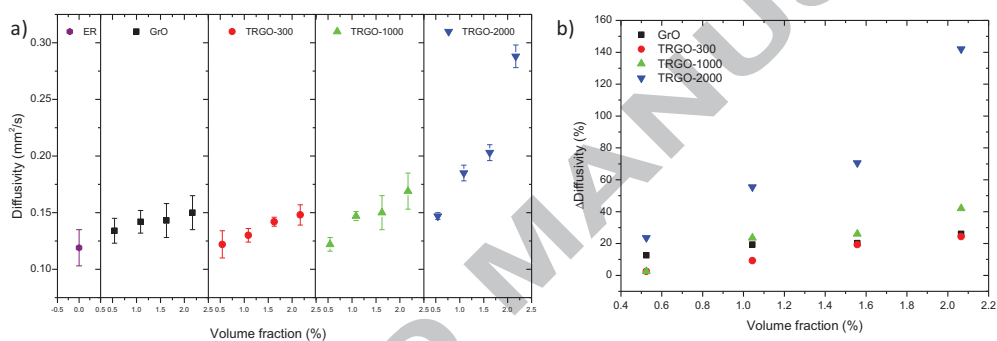 a)
ER
GrO
TRGO-300
TRGO-1000
TRGO-2000
0.30
0.25
0.20
0.15
0.10
Diffusivity (mm²/s)
-0.5 0.0 0.5 0.5 1.0 1.5 2.0 2.5 0.5 1.0 1.5 2.0 2.5 0.5 1.0 1.5 2.0 0.5 1.0 1.5 2.0 2.5
Volume fraction (%)
b)
160
140
120
100
80
60
40
20
0
ΔDiffusivity (%)
GrO
TRGO-300
TRGO-1000
TRGO-2000
0.4 0.6 0.8 1.0 1.2 1.4 1.6 1.8 2.0 2.2
Volume fraction (%)
MANU